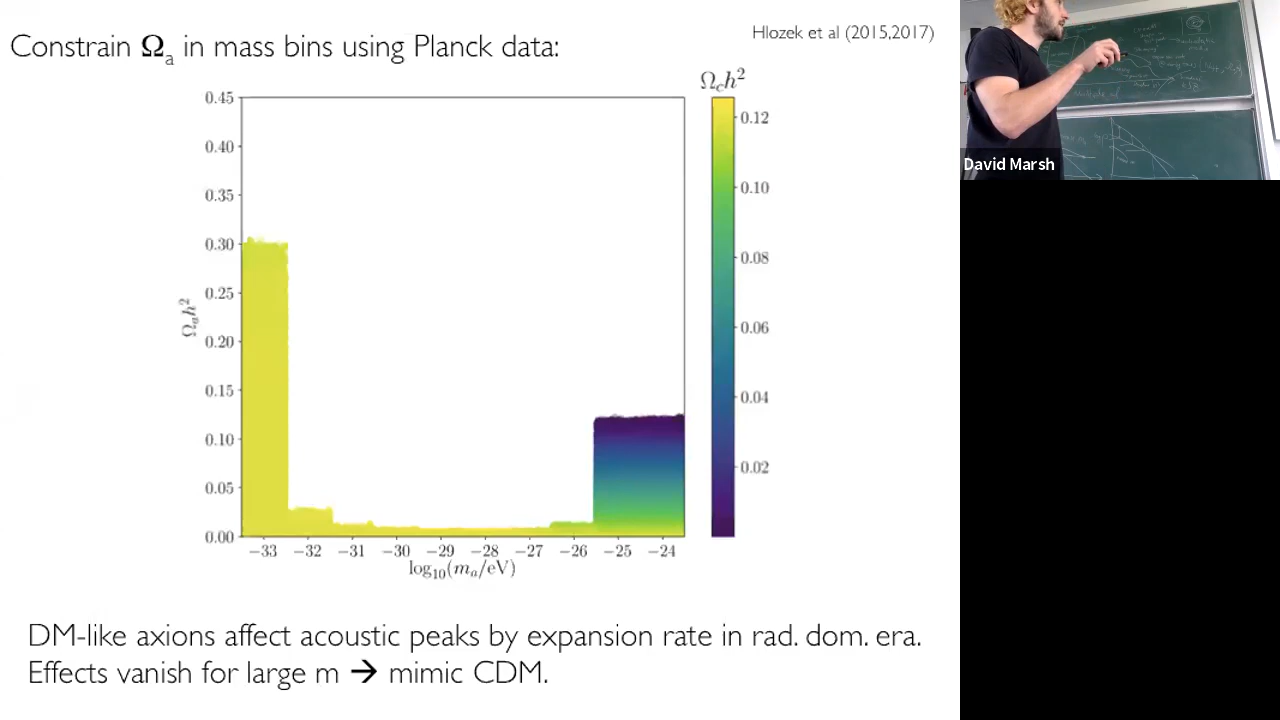 Constrain Ωₐ in mass bins using Planck data:
Hlozek et al (2015,2017)
Ω_c h²
0.45
0.40
0.35
0.30
0.25
0.20
0.15
0.10
0.05
0.00
Ωₐh²
−33 −32 −31 −30 −29 −28 −27 −26 −25 −24
log₁₀(mₐ/eV)
0.12
0.10
0.08
0.06
0.04
0.02
David Marsh
DM-like axions affect acoustic peaks by expansion rate in rad. dom. era.
Effects vanish for large m → mimic CDM.